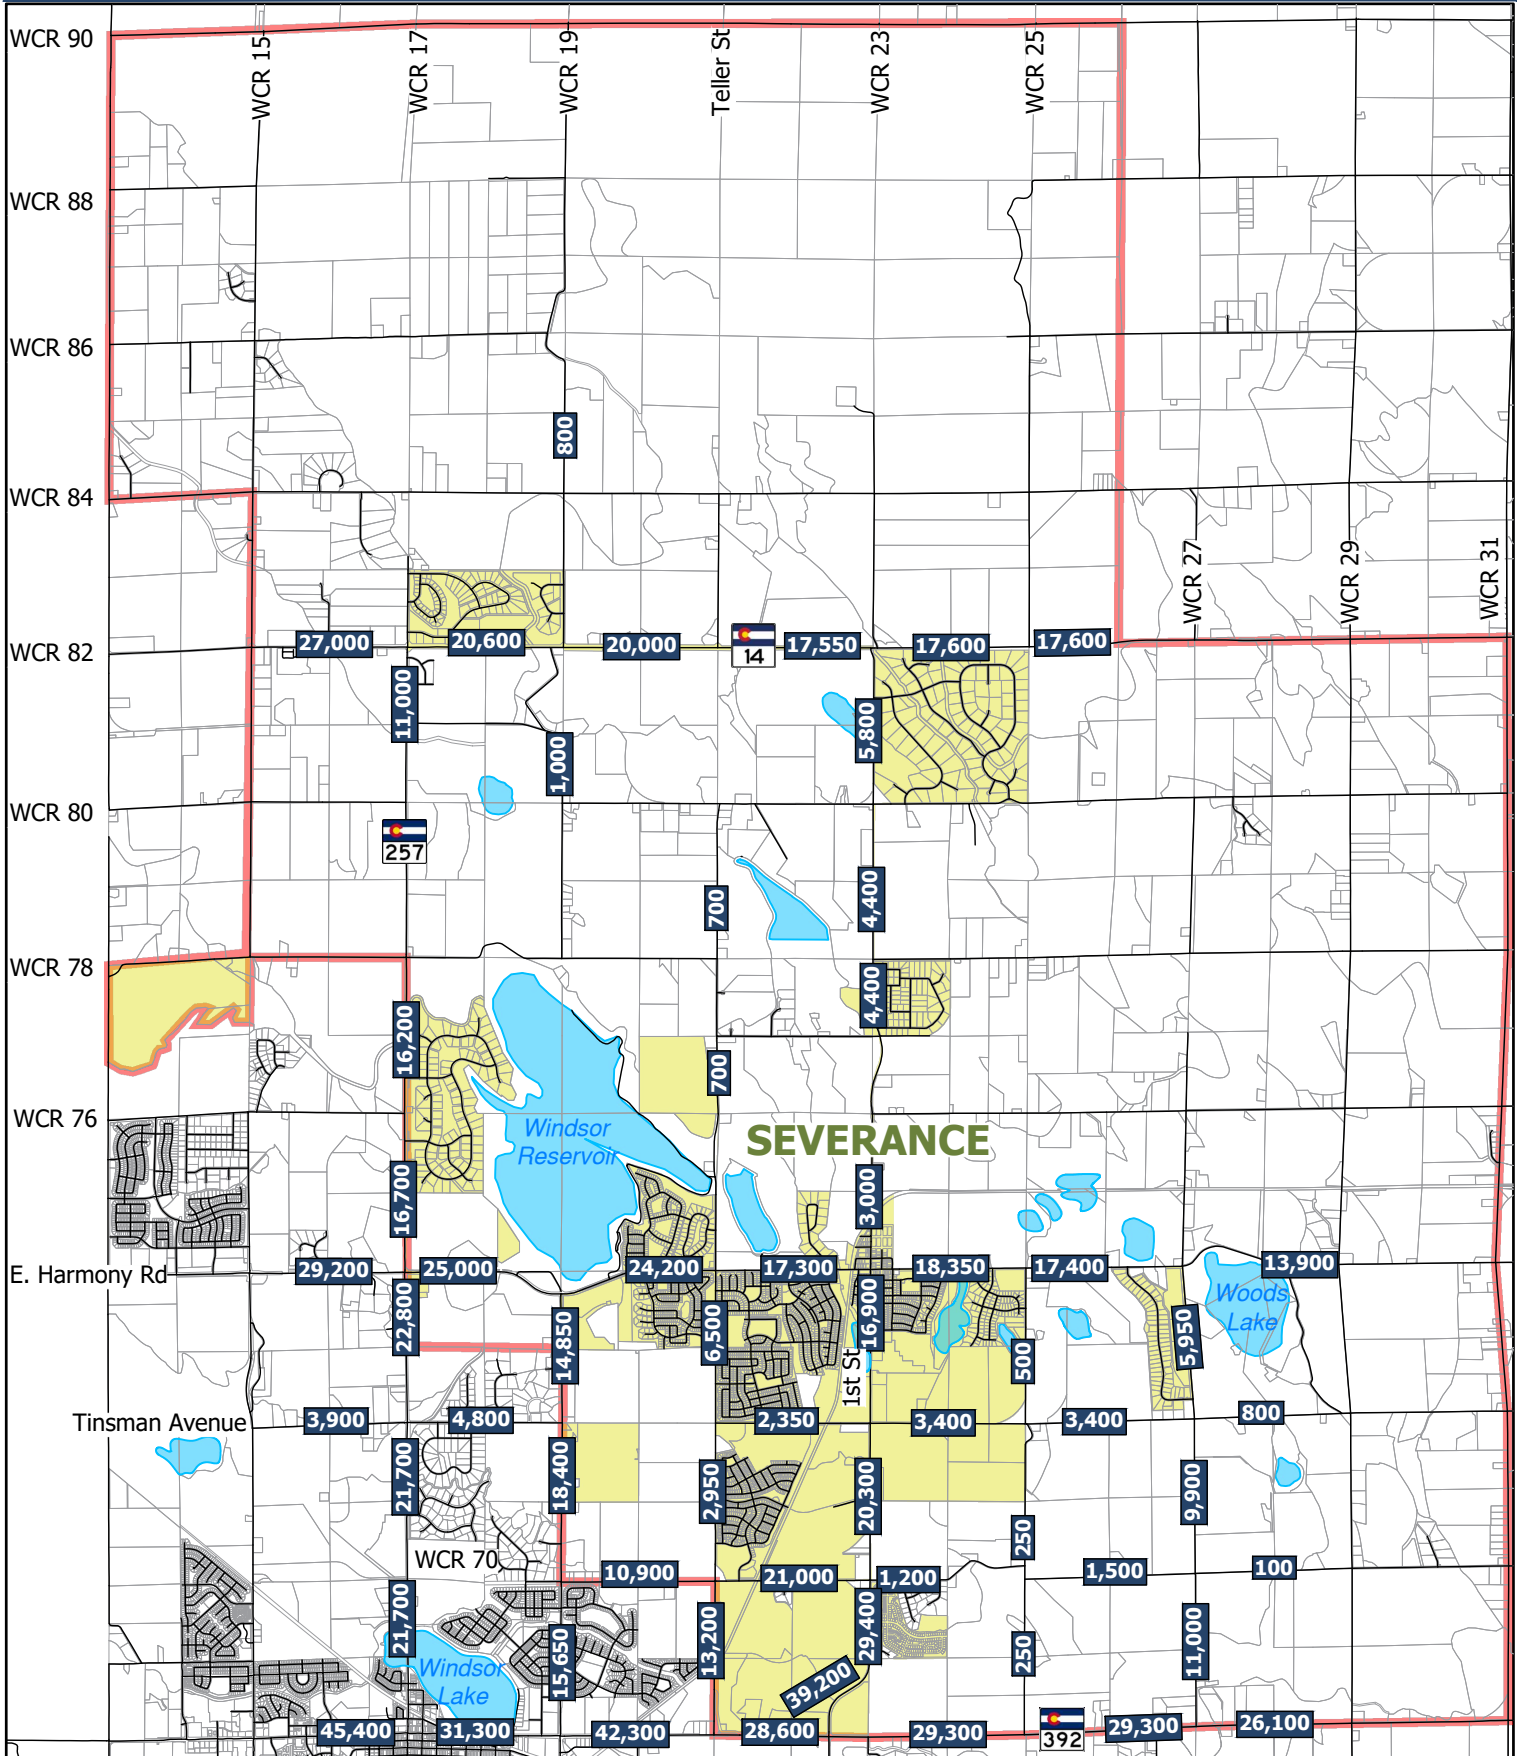 WCR 90
WCR 15
WCR 17
WCR 19
Teller St
WCR 23
WCR 25
WCR 88
WCR 86
800
WCR 84
WCR 27
WCR 29
WCR 31
27,000
20,600
20,000
14
17,550
17,600
17,600
WCR 82
11,000
5,800
1,000
WCR 80
257
700
4,400
WCR 78
4,400
16,200
700
WCR 76
Windsor
Reservoir
SEVERANCE
16,700
3,000
E. Harmony Rd
29,200
25,000
24,200
17,300
18,350
17,400
13,900
Woods
Lake
22,800
14,850
6,500
16,900
5,950
500
1st St
Tinsman Avenue
3,900
4,800
2,350
3,400
3,400
800
21,700
18,400
2,950
20,300
9,900
250
WCR 70
10,900
21,000
1,200
1,500
100
21,700
15,650
13,200
29,400
250
11,000
Windsor
Lake
39,200
45,400
31,300
42,300
28,600
29,300
392
29,300
26,100